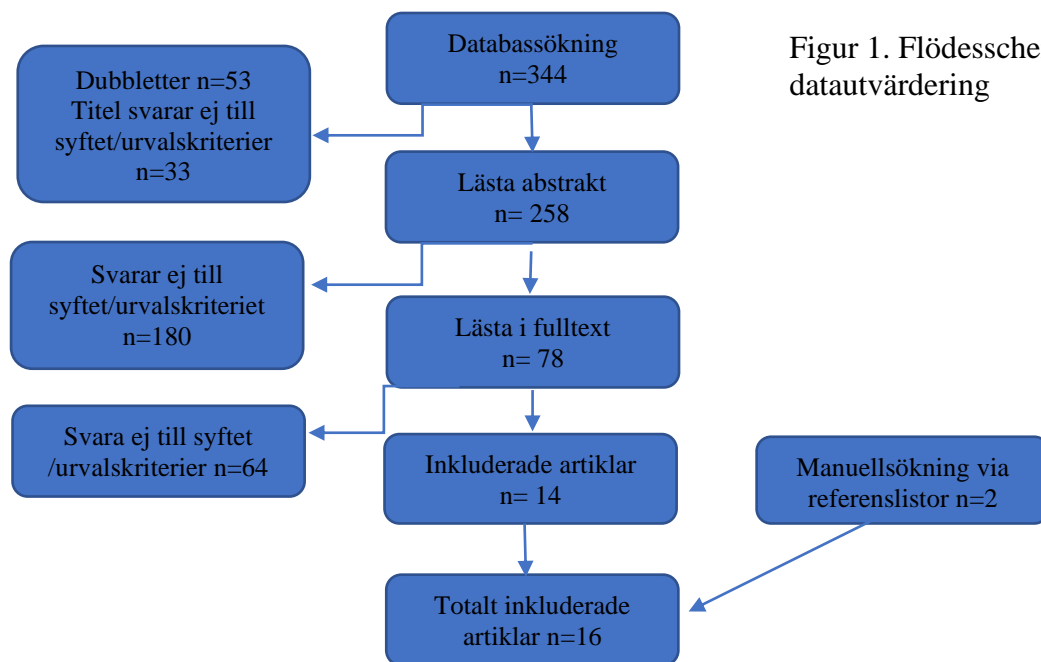 Databassökning
n=344
Figur 1. Flödessche
datautvärdering
Dubbletter n=53
Titel svarar ej till
syftet/urvalskriterier
n=33
Lästa abstrakt
n= 258
Svarar ej till
syftet/urvalskriteriet
n=180
Lästa i fulltext
n= 78
Svara ej till syftet
/urvalskriterier n=64
Inkluderade artiklar
n= 14
Manuellsökning via
referenslistor n=2
Totalt inkluderade
artiklar n=16